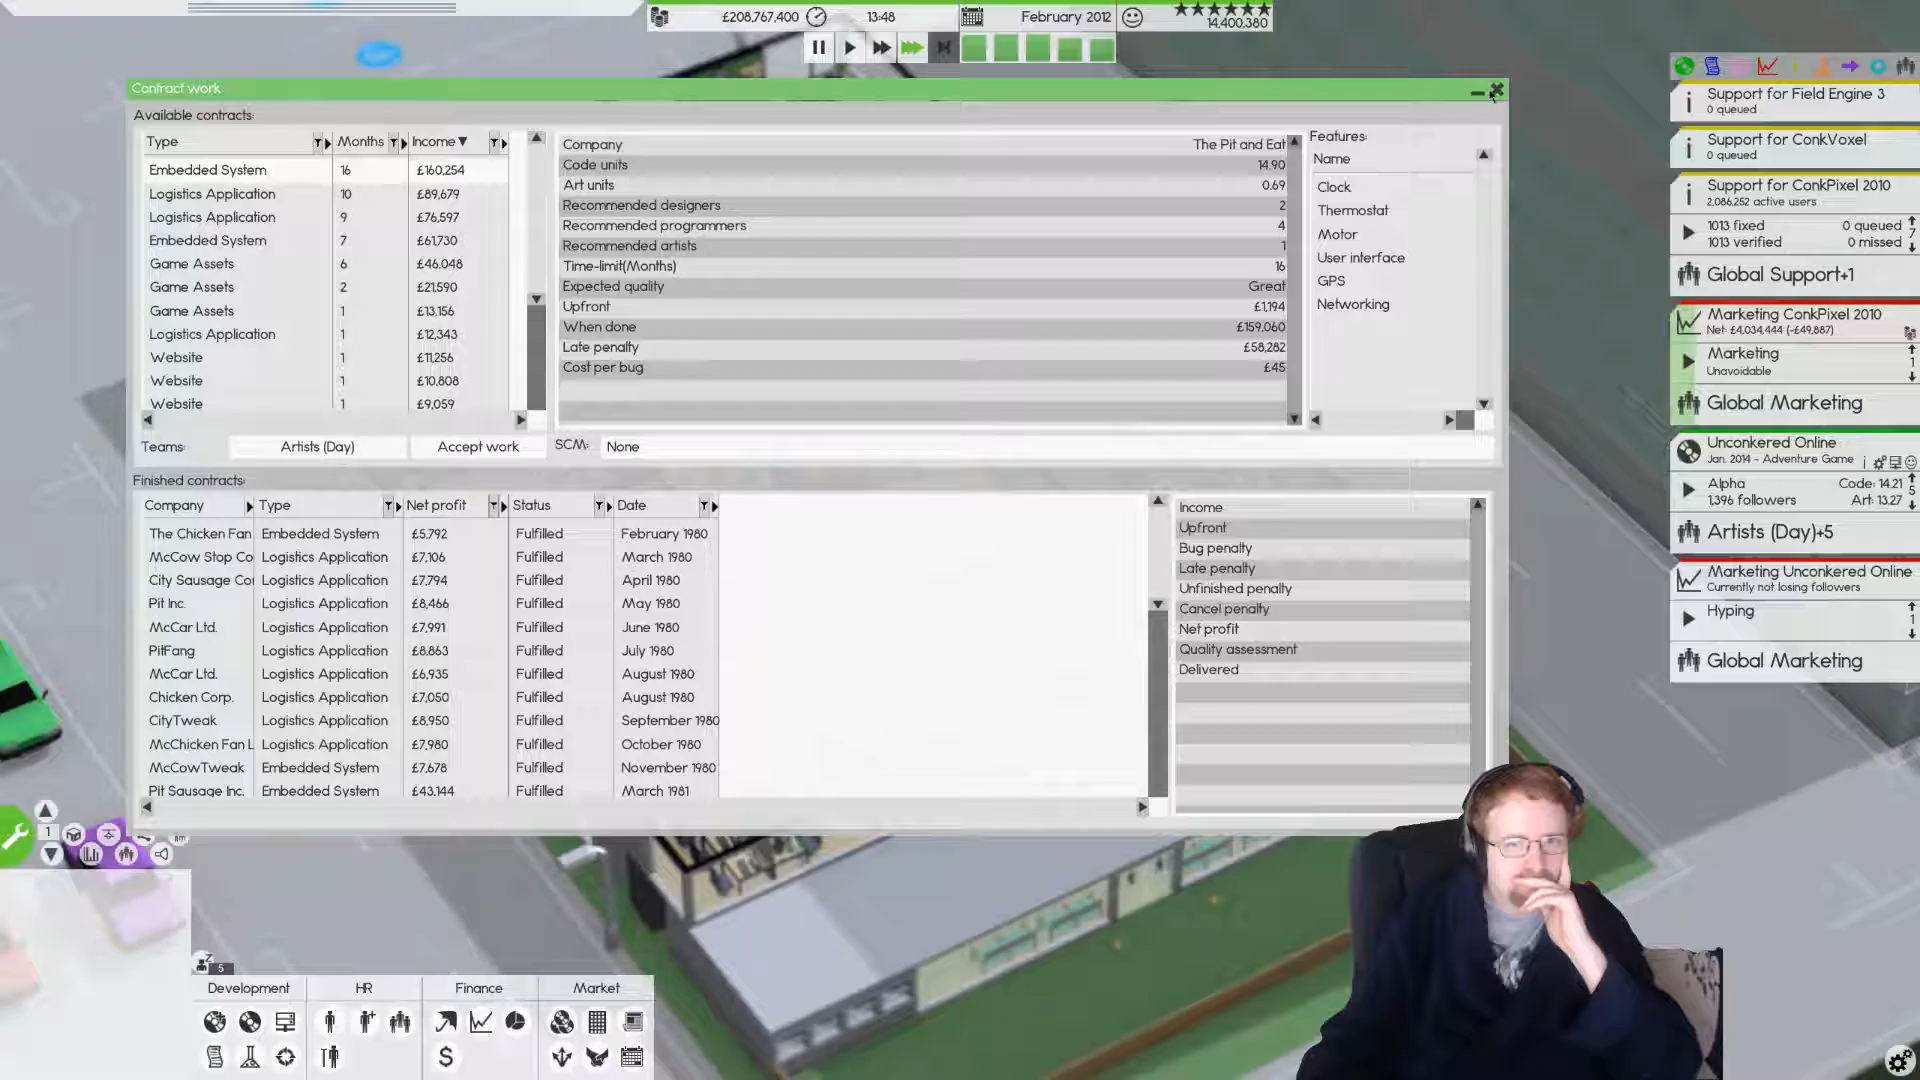 £208,767,400
13:48
February 2012
14,400,380
Contract work
Available contracts:
Type Months Income
Embedded System 16 £160,254
Logistics Application 10 £89,679
Logistics Application 9 £76,597
Embedded System 7 £61,730
Game Assets 6 £46,048
Game Assets 2 £21,590
Game Assets 1 £13,156
Logistics Application 1 £12,343
Website 1 £11,256
Website 1 £10,808
Website 1 £9,059
Company The Pit and Eat
Code units 14.90
Art units 0.69
Recommended designers 2
Recommended programmers 4
Recommended artists 1
Time-limit(Months) 16
Expected quality Great
Upfront £1,194
When done £159,060
Late penalty £58,282
Cost per bug £45
Features:
Name
Clock
Thermostat
Motor
User interface
GPS
Networking
Teams: Artists (Day) Accept work SCM: None
Finished contracts:
Company Type Net profit Status Date
The Chicken Fan Embedded System £5,792 Fulfilled February 1980
McCow Stop Co Logistics Application £7,106 Fulfilled March 1980
City Sausage Co Logistics Application £7,794 Fulfilled April 1980
Pit Inc. Logistics Application £8,466 Fulfilled May 1980
McCar Ltd. Logistics Application £7,991 Fulfilled June 1980
PitFang Logistics Application £8,863 Fulfilled July 1980
McCar Ltd. Logistics Application £6,935 Fulfilled August 1980
Chicken Corp. Logistics Application £7,050 Fulfilled August 1980
CityTweak Logistics Application £8,950 Fulfilled September 1980
McChicken Fan L Logistics Application £7,980 Fulfilled October 1980
McCowTweak Embedded System £7,678 Fulfilled November 1980
Pit Sausage Inc. Embedded System £43,144 Fulfilled March 1981
Income
Upfront
Bug penalty
Late penalty
Unfinished penalty
Cancel penalty
Net profit
Quality assessment
Delivered
Support for Field Engine 3
0 queued
Support for ConkVoxel
0 queued
Support for ConkPixel 2010
2,086,252 active users
1013 fixed 0 queued
1013 verified 0 missed
7
Global Support+1
Marketing ConkPixel 2010
Net: £4,034,444 (-£49,887)
Marketing
Unavoidable
1
Global Marketing
Unconkered Online
Jan. 2014 - Adventure Game
Alpha Code: 14.21
1,396 followers Art: 13.27
5
Artists (Day)+5
Marketing Unconkered Online
Currently not losing followers
Hyping
1
Global Marketing
1
5
Development HR Finance Market